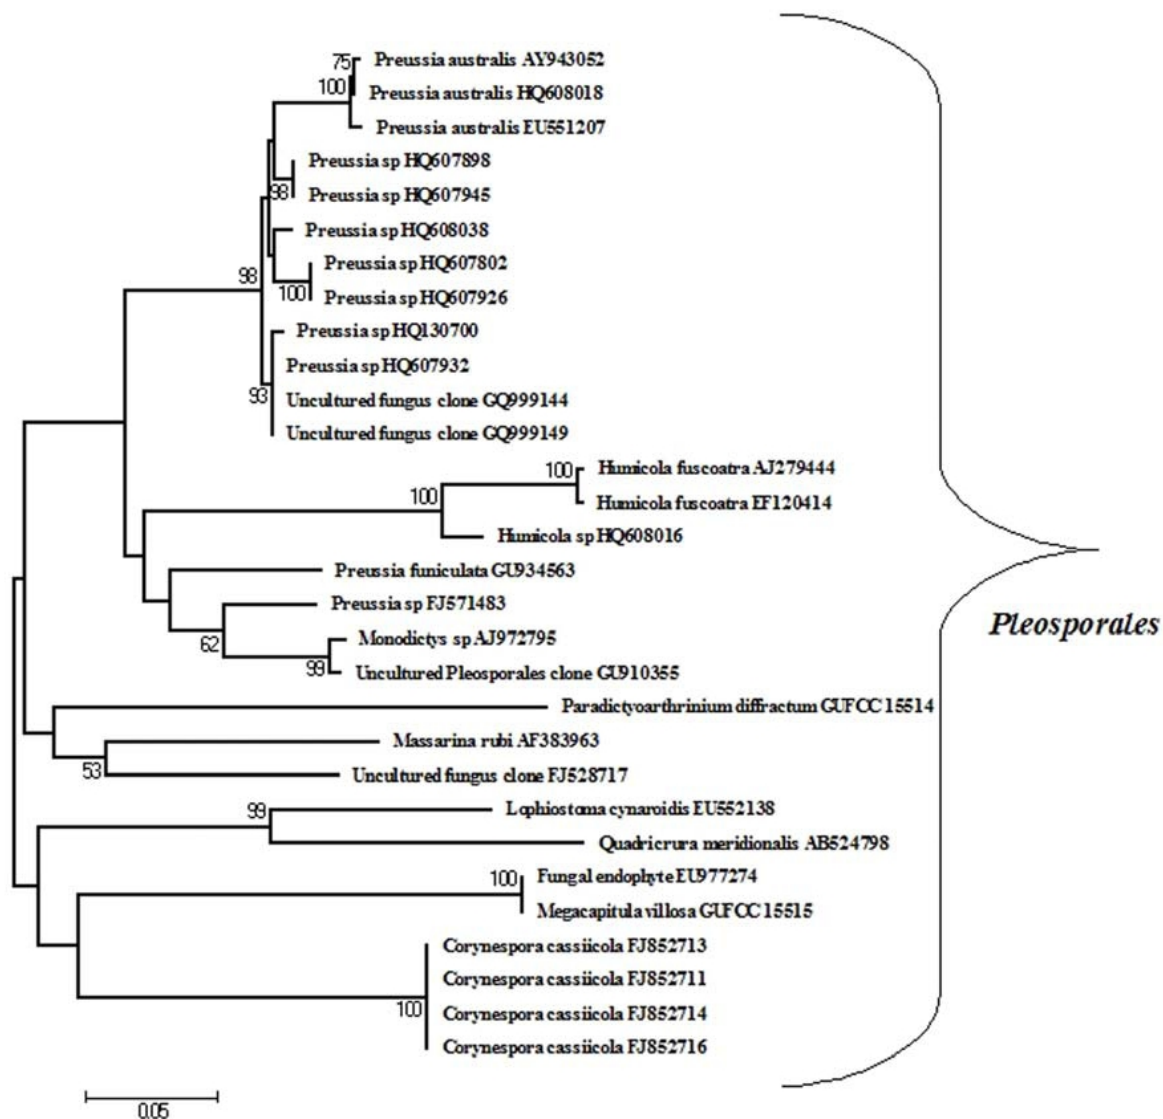 75
Preussia australis AY943052
100
Preussia australis HQ608018
Preussia australis EU551207
Preussia sp HQ607898
98
Preussia sp HQ607945
Preussia sp HQ608038
Preussia sp HQ607802
98
100
Preussia sp HQ607926
Preussia sp HQ130700
Preussia sp HQ607932
93
Uncultured fungus clone GQ999144
Uncultured fungus clone GQ999149
100
Humicola fuscoatra AJ279444
100
Humicola fuscoatra EF120414
Humicola sp HQ608016
Preussia funiculata GU934563
Preussia sp FJ571483
Pleosporales
62
Monodictys sp AJ972795
99
Uncultured Pleosporales clone GU910355
Paradictyoarthrinium diffractum GUFCC 15514
Massarina rubi AF383963
53
Uncultured fungus clone FJ528717
99
Lophiostoma cynaroidis EU552138
Quadricrura meridionalis AB524798
100
Fungal endophyte EU977274
Megacapitula villosa GUFCC 15515
Corynespora cassiicola FJ852713
Corynespora cassiicola FJ852711
100
Corynespora cassiicola FJ852714
Corynespora cassiicola FJ852716
0.05